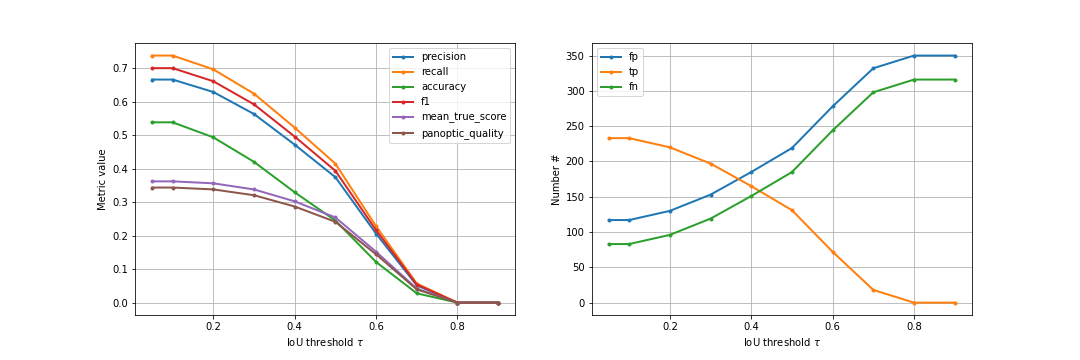 Metric value
0.7
0.6
0.5
0.4
0.3
0.2
0.1
0.0
0.2
0.4
0.6
0.8
IoU threshold τ
precision
recall
accuracy
f1
mean_true_score
panoptic_quality
Number #
350
300
250
200
150
100
50
0
0.2
0.4
0.6
0.8
IoU threshold τ
fp
tp
fn